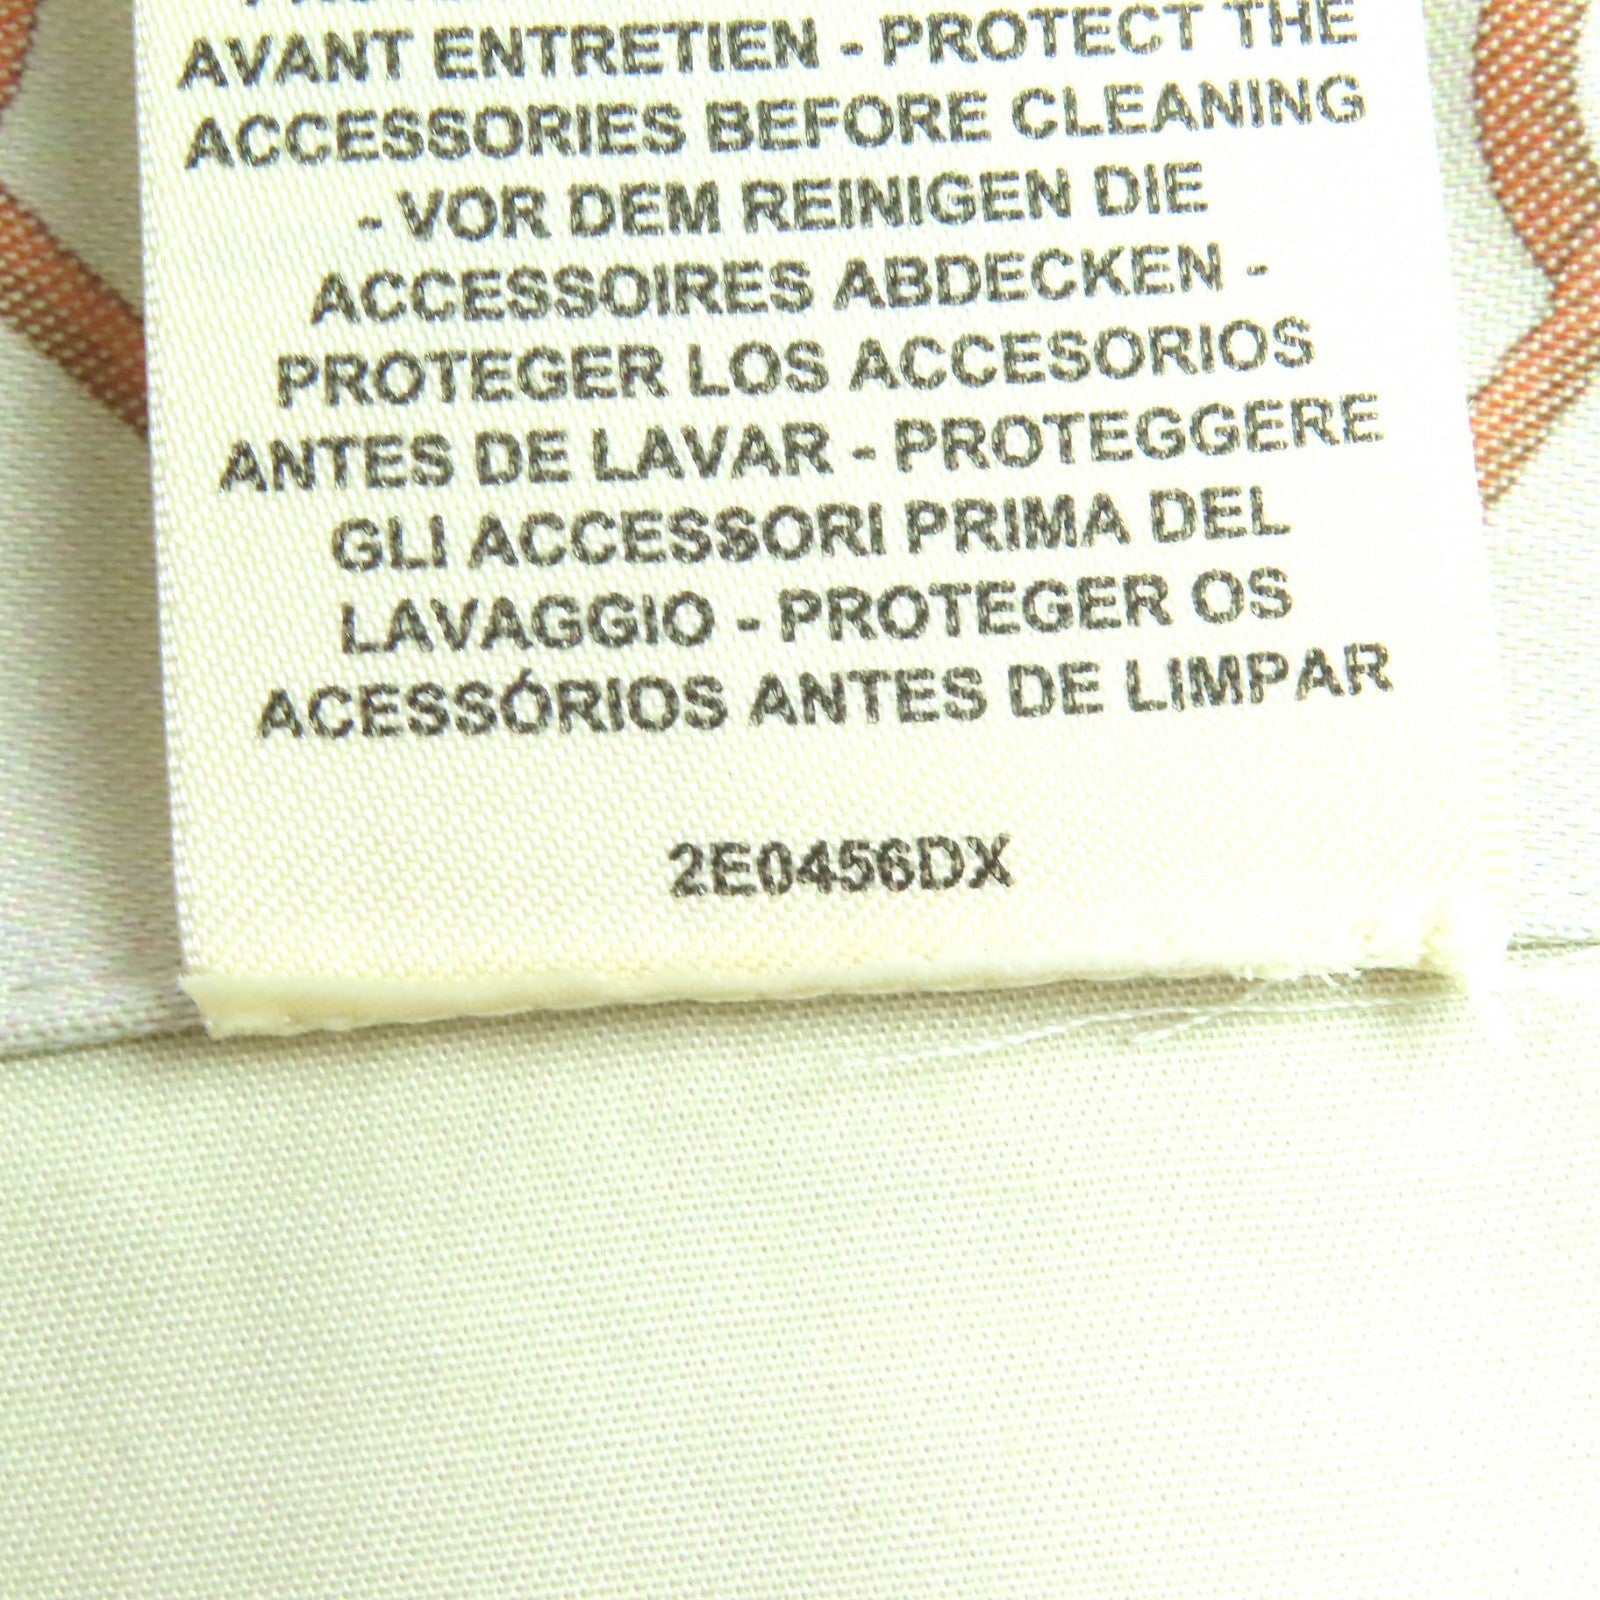 AVANT ENTRETIEN - PROTECT THE
ACCESSORIES BEFORE CLEANING
- VOR DEM REINIGEN DIE
ACCESSOIRES ABDECKEN -
PROTEGER LOS ACCESORIOS
ANTES DE LAVAR - PROTEGGERE
GLI ACCESSORI PRIMA DEL
LAVAGGIO - PROTEGER OS
ACESSÓRIOS ANTES DE LIMPAR
2E0456DX